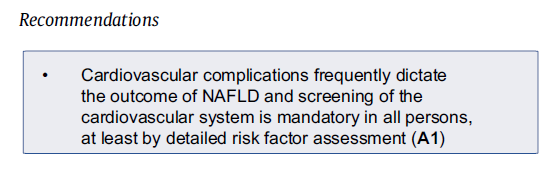 Recommendations
• Cardiovascular complications frequently dictate
the outcome of NAFLD and screening of the
cardiovascular system is mandatory in all persons,
at least by detailed risk factor assessment (A1)